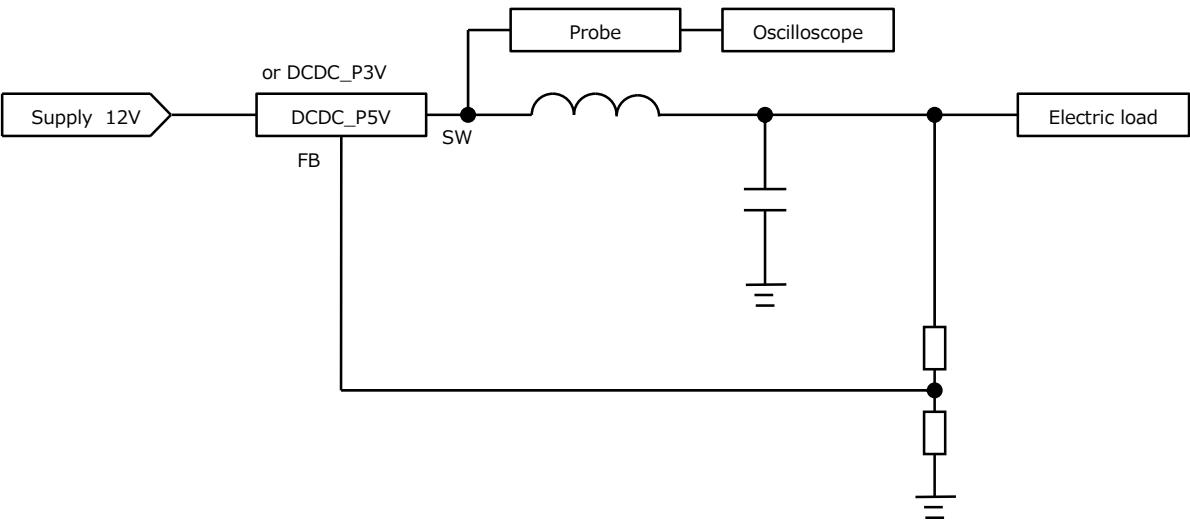 Probe
Oscilloscope
or DCDC_P3V
Supply 12V
DCDC_P5V
SW
Electric load
FB